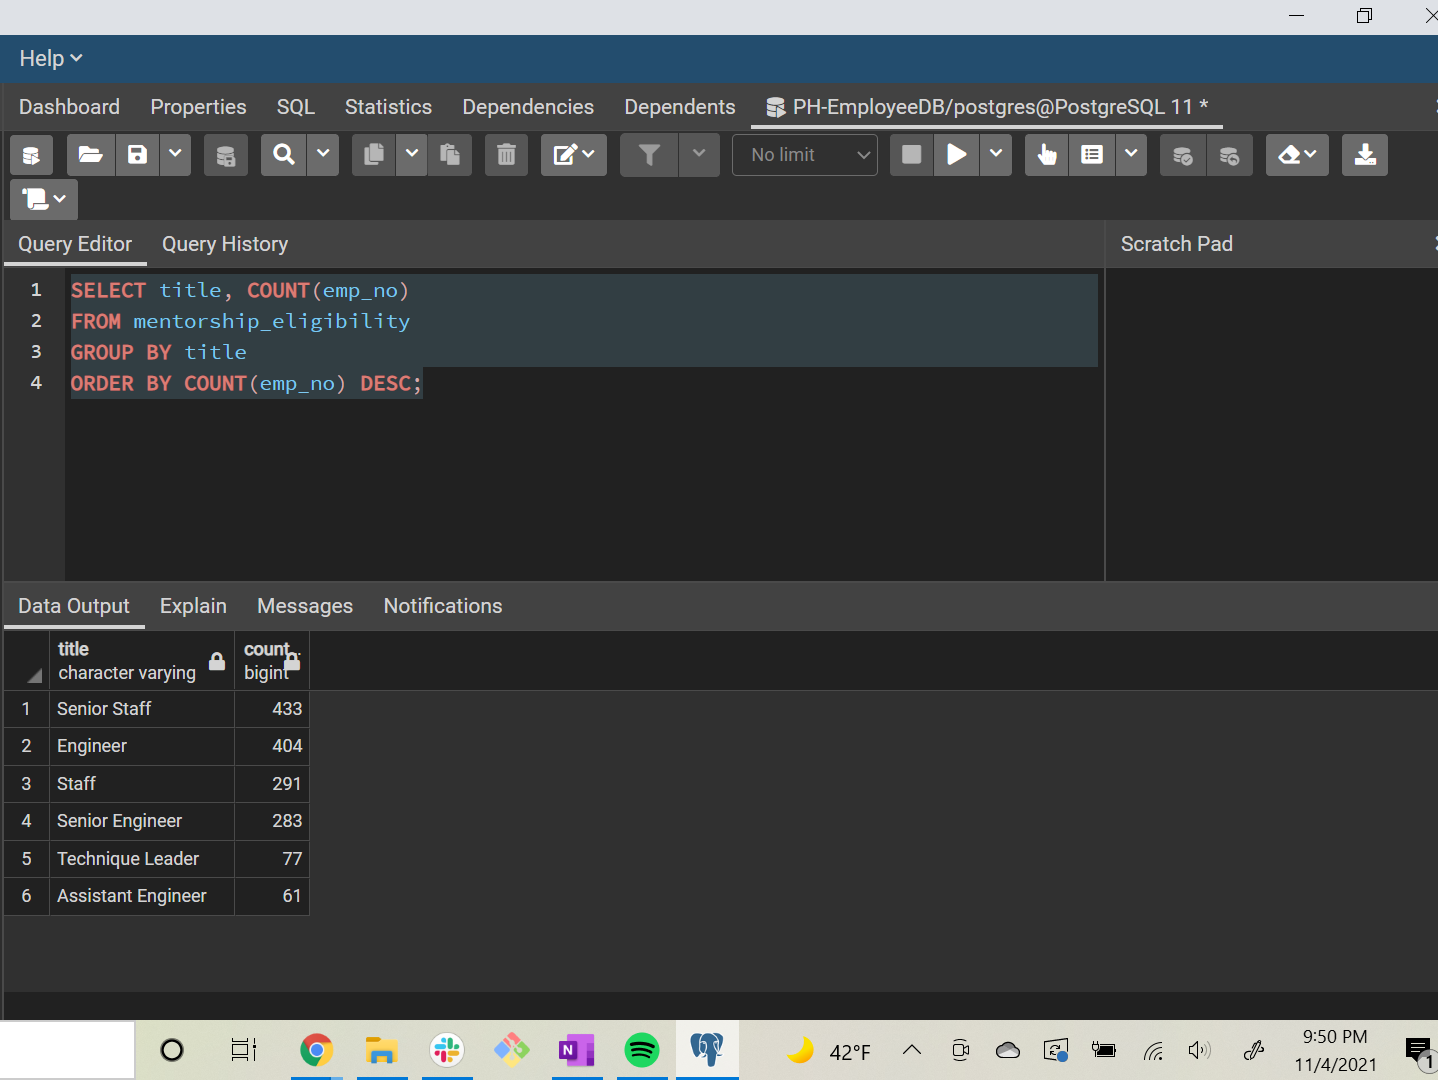 Help
Dashboard Properties SQL Statistics Dependencies Dependents PH-EmployeeDB/postgres@PostgreSQL 11 *
No limit
Query Editor Query History Scratch Pad
1 SELECT title, COUNT(emp_no)
2 FROM mentorship_eligibility
3 GROUP BY title
4 ORDER BY COUNT(emp_no) DESC;
Data Output Explain Messages Notifications
title count
character varying bigint
1 Senior Staff 433
2 Engineer 404
3 Staff 291
4 Senior Engineer 283
5 Technique Leader 77
6 Assistant Engineer 61
N 42°F 9:50 PM
11/4/2021 1